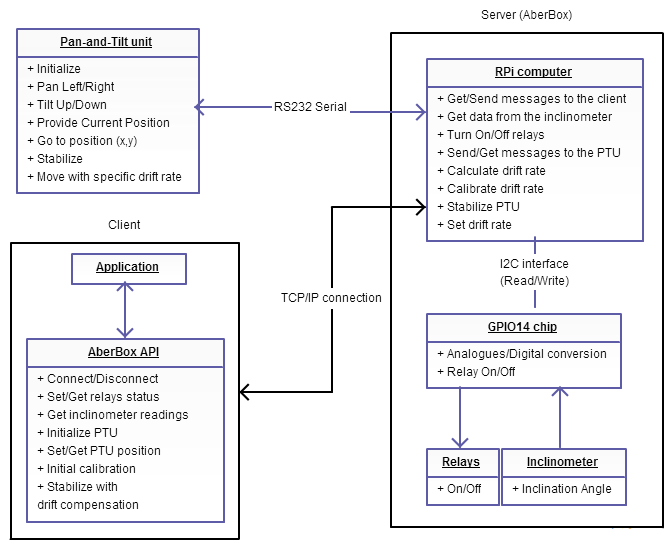 Server (AberBox)
Pan-and-Tilt unit
+ Initialize
+ Pan Left/Right
+ Tilt Up/Down
+ Provide Current Position
+ Go to position (x,y)
+ Stabilize
+ Move with specific drift rate
RS232 Serial
RPi computer
+ Get/Send messages to the client
+ Get data from the inclinometer
+ Turn On/Off relays
+ Send/Get messages to the PTU
+ Calculate drift rate
+ Calibrate drift rate
+ Stabilize PTU
+ Set drift rate
Client
Application
AberBox API
+ Connect/Disconnect
+ Set/Get relays status
+ Get inclinometer readings
+ Initialize PTU
+ Set/Get PTU position
+ Initial calibration
+ Stabilize with
drift compensation
TCP/IP connection
I2C interface
(Read/Write)
GPIO14 chip
+ Analogues/Digital conversion
+ Relay On/Off
Relays
+ On/Off
Inclinometer
+ Inclination Angle